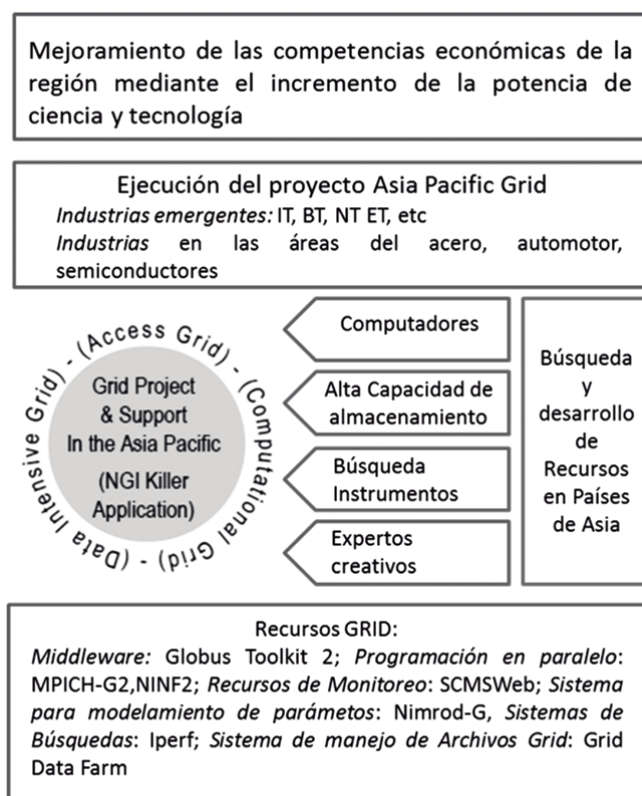 Mejoramiento de las competencias económicas de la
región mediante el incremento de la potencia de
ciencia y tecnología
Ejecución del proyecto Asia Pacific Grid
Industrias emergentes: IT, BT, NT ET, etc
Industrias en las áreas del acero, automotor,
semiconductores
(Data Intensive Grid) - (Access Grid) - (Computational Grid) -
Grid Project
& Support
In the Asia Pacific
(NGI Killer
Application)
Computadores
Alta Capacidad de
almacenamiento
Búsqueda
Instrumentos
Expertos
creativos
Búsqueda
y
desarrollo
de
Recursos
en Países
de Asia
Recursos GRID:
Middleware: Globus Toolkit 2; Programación en paralelo:
MPICH-G2,NINF2; Recursos de Monitoreo: SCMSWeb; Sistema
para modelamiento de parámetos: Nimrod-G, Sistemas de
Búsquedas: Iperf; Sistema de manejo de Archivos Grid: Grid
Data Farm